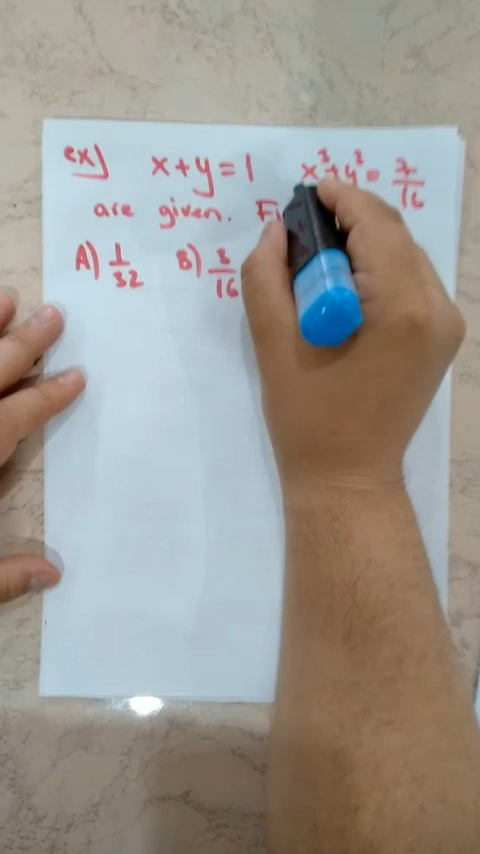 ex) x+y=1 x³+y³=7/16
are given.
A) 1/32 B) 3/16